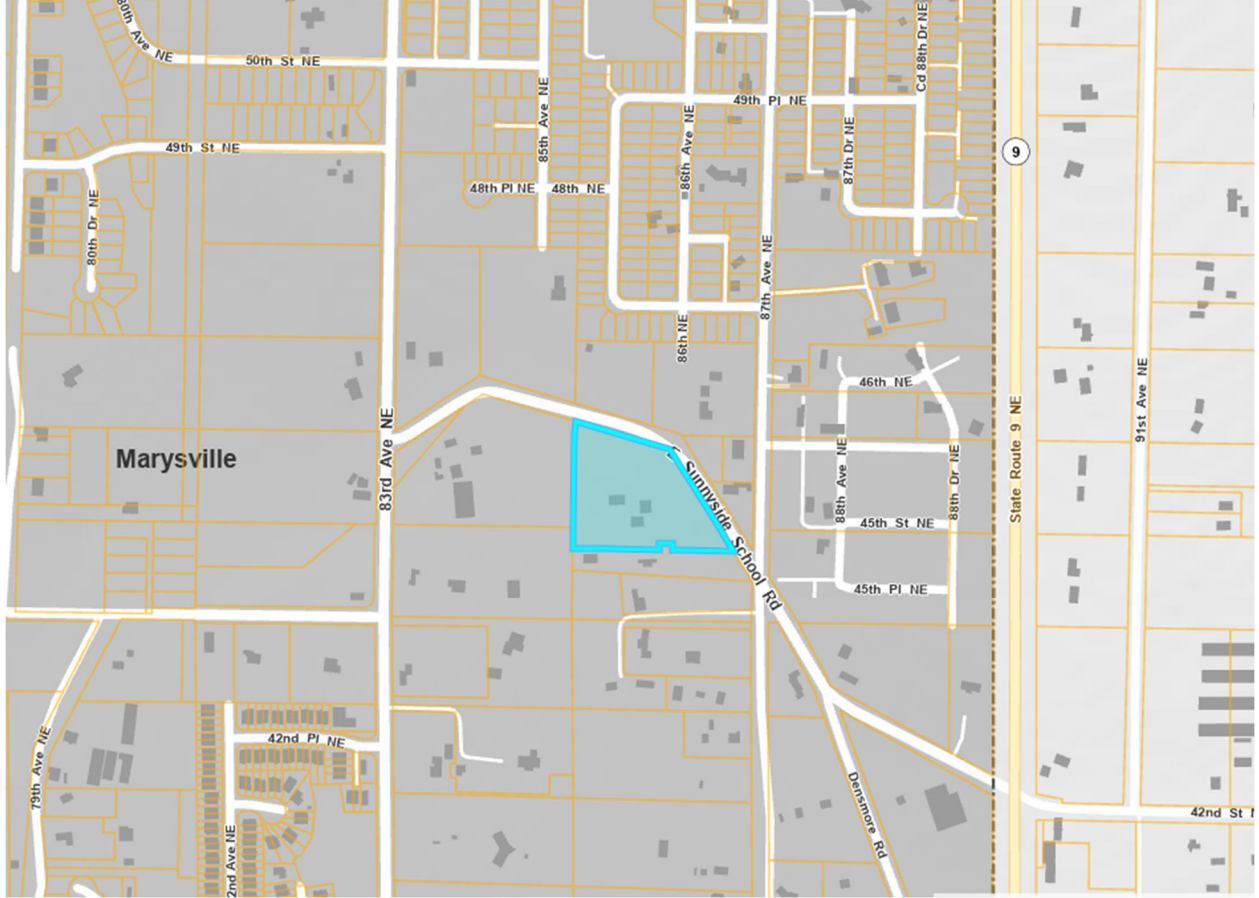 80th Ave NE
50th St NE
Cd 88th Dr NE
49th Pl NE
85th Ave NE
86th Ave NE
87th Dr NE
49th St NE
9
48th Pl NE
48th NE
80th Dr NE
87th Ave NE
86th NE
46th NE
91st Ave NE
83rd Ave NE
Marysville
State Route 9 NE
S Sunnyside School Rd
88th Ave NE
88th Dr NE
45th St NE
45th Pl NE
42nd Pl NE
79th Ave NE
Densmore Rd
42nd St N
2nd Ave NE